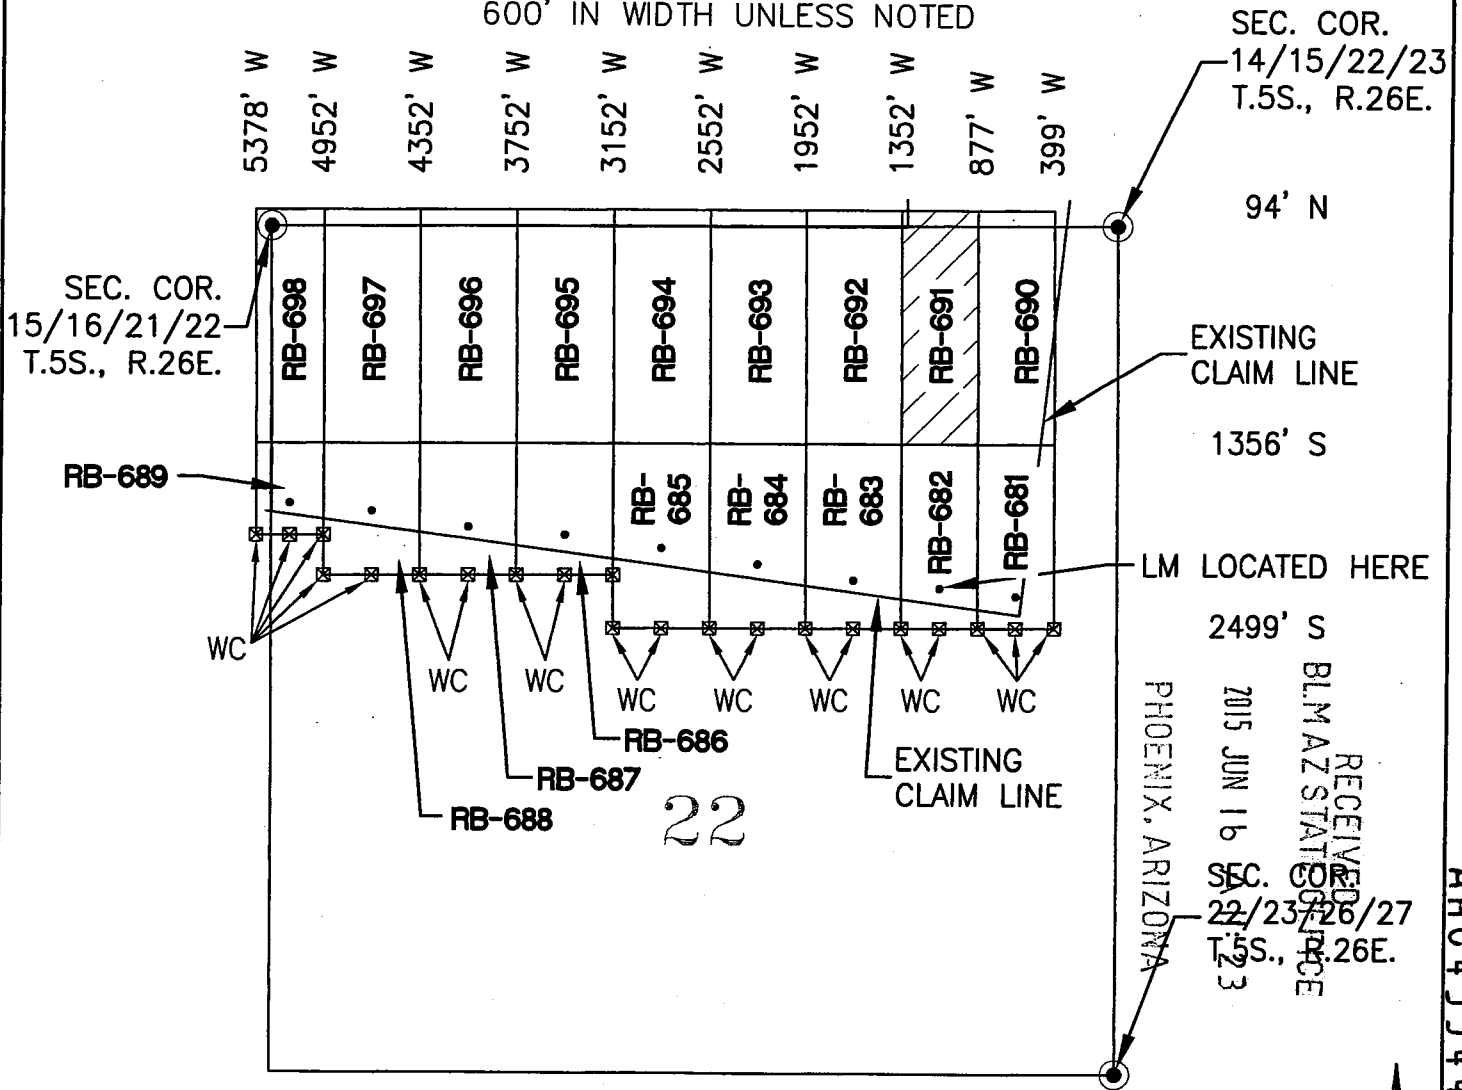 600' IN WIDTH UNLESS NOTED
5378' W
4952' W
4352' W
3752' W
3152' W
2552' W
1952' W
1352' W
877' W
399' W
SEC. COR.
14/15/22/23
T.5S., R.26E.
94' N
SEC. COR.
15/16/21/22
T.5S., R.26E.
RB-698
RB-697
RB-696
RB-695
RB-694
RB-693
RB-692
RB-691
RB-690
EXISTING
CLAIM LINE
1356' S
RB-689
RB-
685
RB-
684
RB-
683
RB-682
RB-681
LM LOCATED HERE
2499' S
WC
WC
WC
WC
WC
WC
WC
WC
RB-686
RB-687
RB-688
EXISTING
CLAIM LINE
22
RECEIVED
BLM AZ STATE OFFICE
2015 JUN 16
PHOENIX, ARIZONA
SEC. COR.
22/23/26/27
T.5S., R.26E.